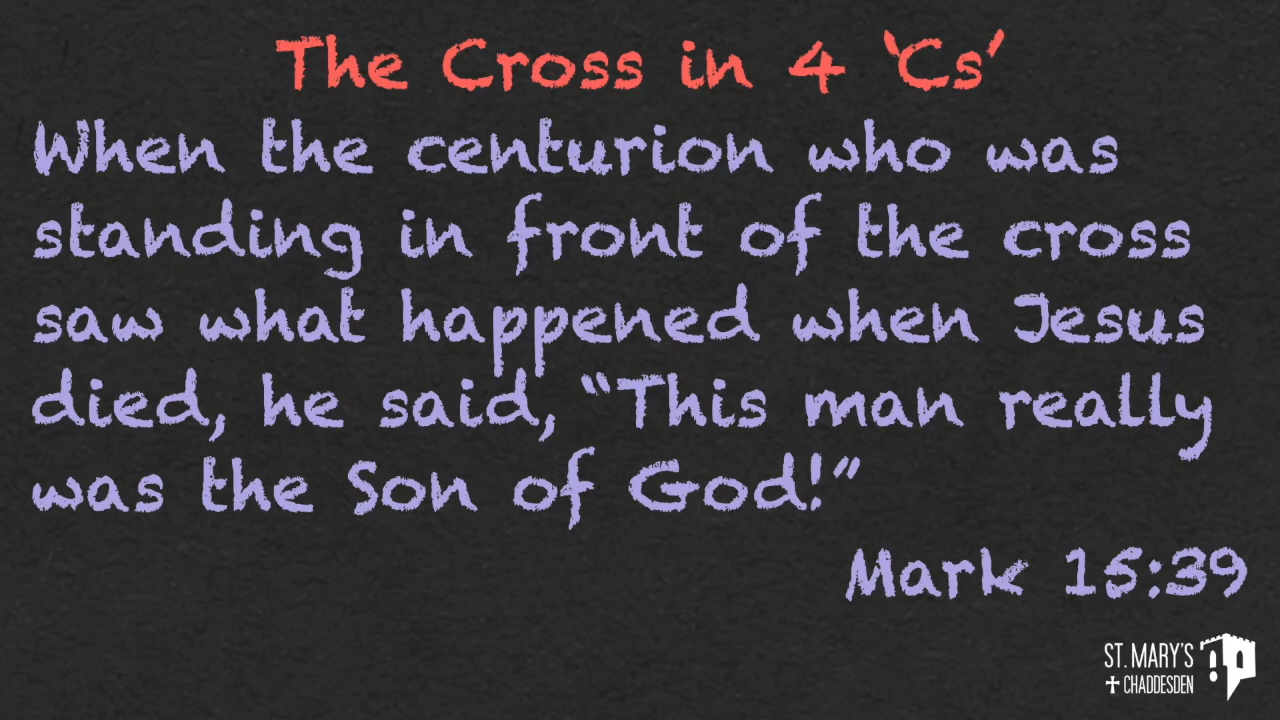 The Cross in 4 ‘Cs’
When the centurion who was
standing in front of the cross
saw what happened when Jesus
died, he said, “This man really
was the Son of God!”
Mark 15:39
ST. MARY'S
CHADDESDEN